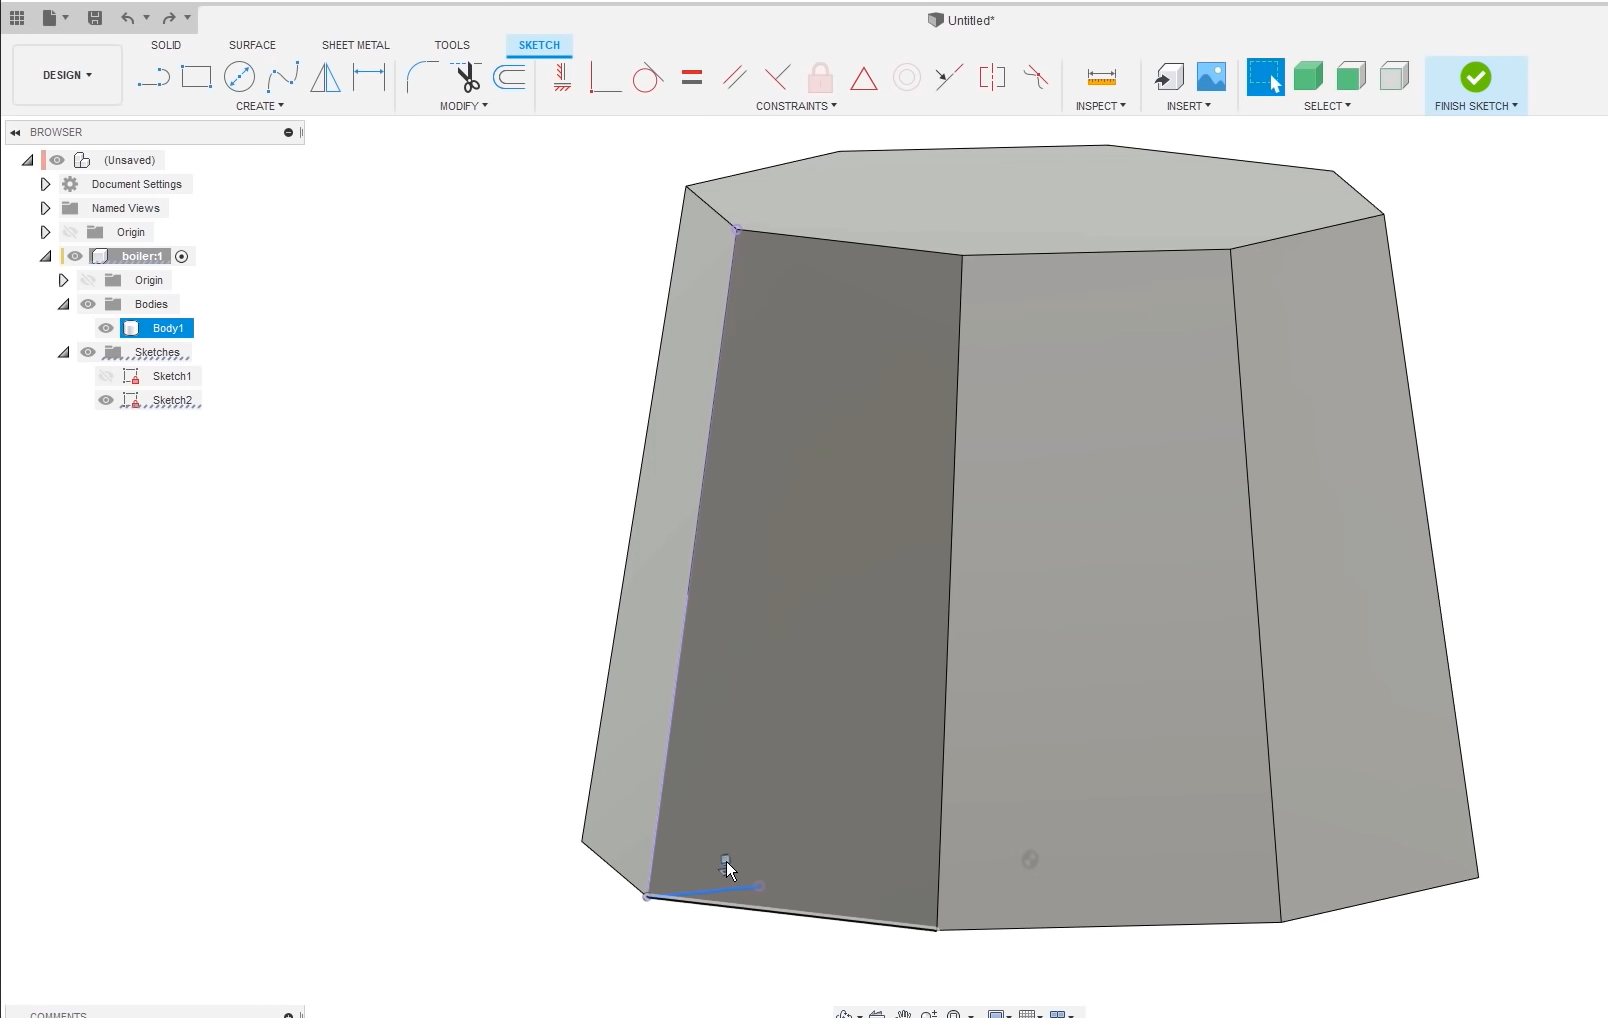 Untitled*
SOLID SURFACE SHEET METAL TOOLS SKETCH
DESIGN
CREATE MODIFY CONSTRAINTS INSPECT INSERT SELECT FINISH SKETCH
BROWSER
(Unsaved)
Document Settings
Named Views
Origin
boiler:1
Origin
Bodies
Body1
Sketches
Sketch1
Sketch2
COMMENTS